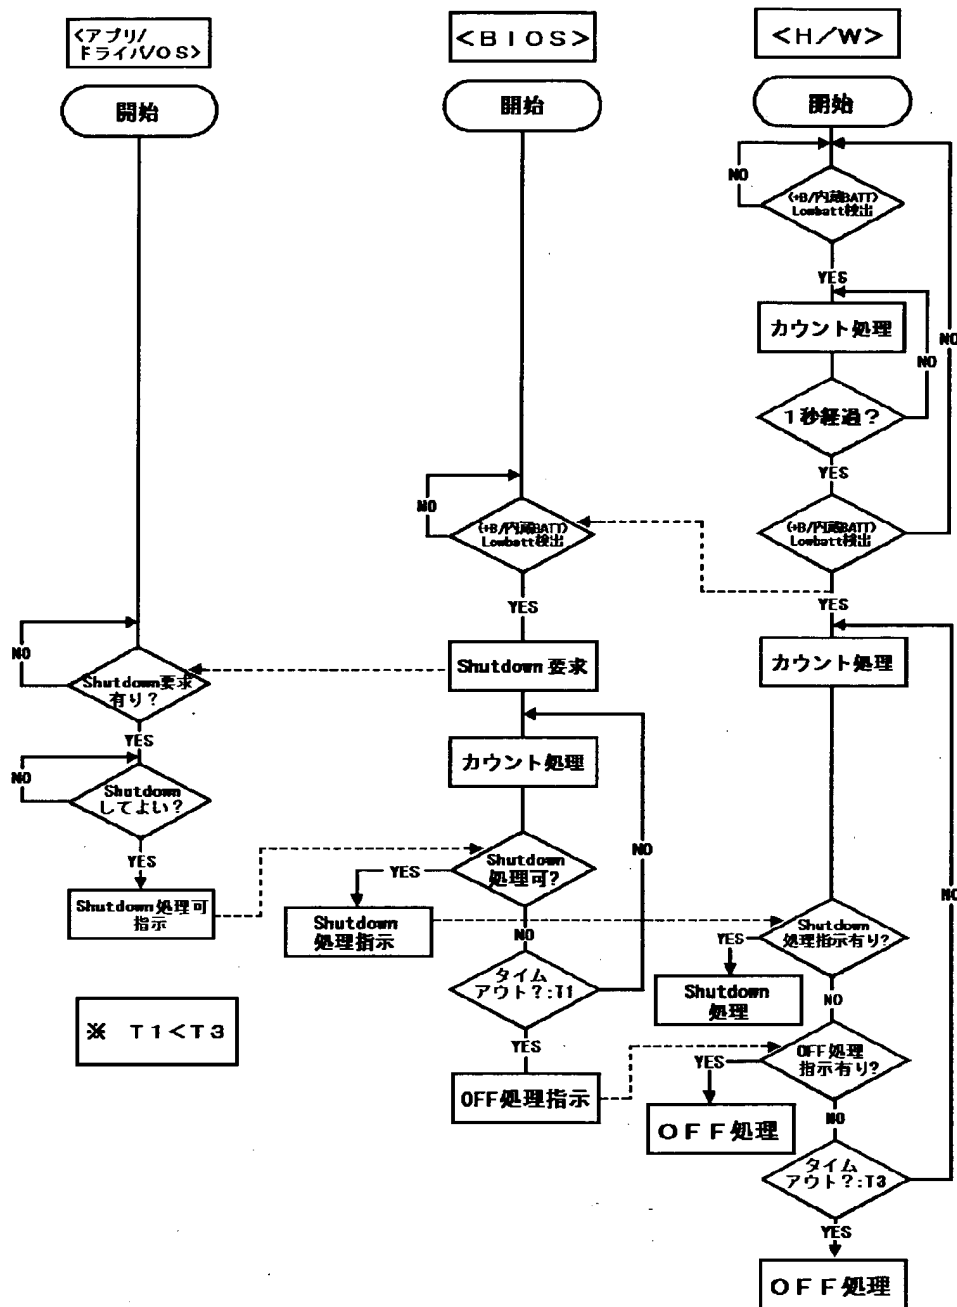 <アプリ/
ドライバ/OS>
開始
NO
Shutdown要求
有り?
YES
NO
Shutdown
してよい?
YES
Shutdown処理可
指示
※ T1<T3
<BIOS>
開始
NO
(+B/内蔵BATT)
Lowbatt検出
YES
Shutdown要求
カウント処理
NO
Shutdown
処理可?
YES
Shutdown
処理指示
NO
タイム
アウト?:T1
YES
OFF処理指示
<H/W>
開始
NO
(+B/内蔵BATT)
Lowbatt検出
YES
カウント処理
NO
NO
1秒経過?
YES
(+B/内蔵BATT)
Lowbatt検出
YES
カウント処理
NO
Shutdown
処理指示有り?
YES
Shutdown
処理
NO
OFF処理
指示有り?
YES
OFF処理
NO
タイム
アウト?:T3
YES
OFF処理